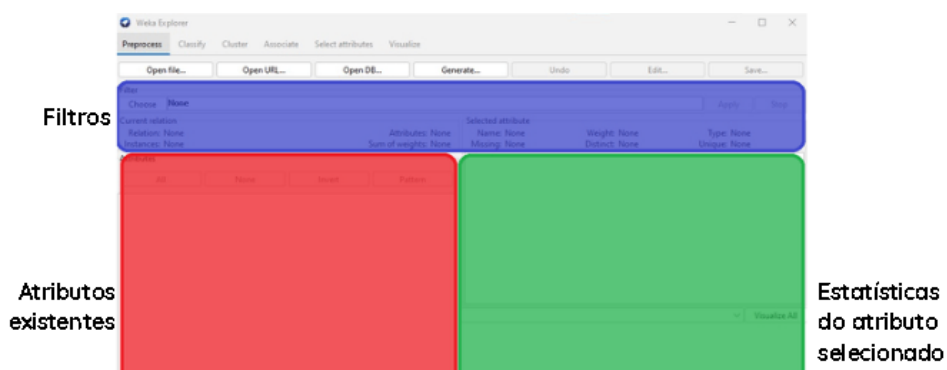 Weka Explorer
Preprocess Classify Cluster Associate Select attributes Visualize
Open file... Open URL... Open DB... Generate... Undo Edit... Save...
Filter
Choose None Apply Stop
Filtros
Current relation Selected attribute
Relation: None Attributes: None Name: None Weight: None Type: None
Instances: None Sum of weights: None Missing: None Distinct: None Unique: None
Attributes
All None Invert Pattern
Atributos
existentes
Visualize All
Estatísticas
do atributo
selecionado